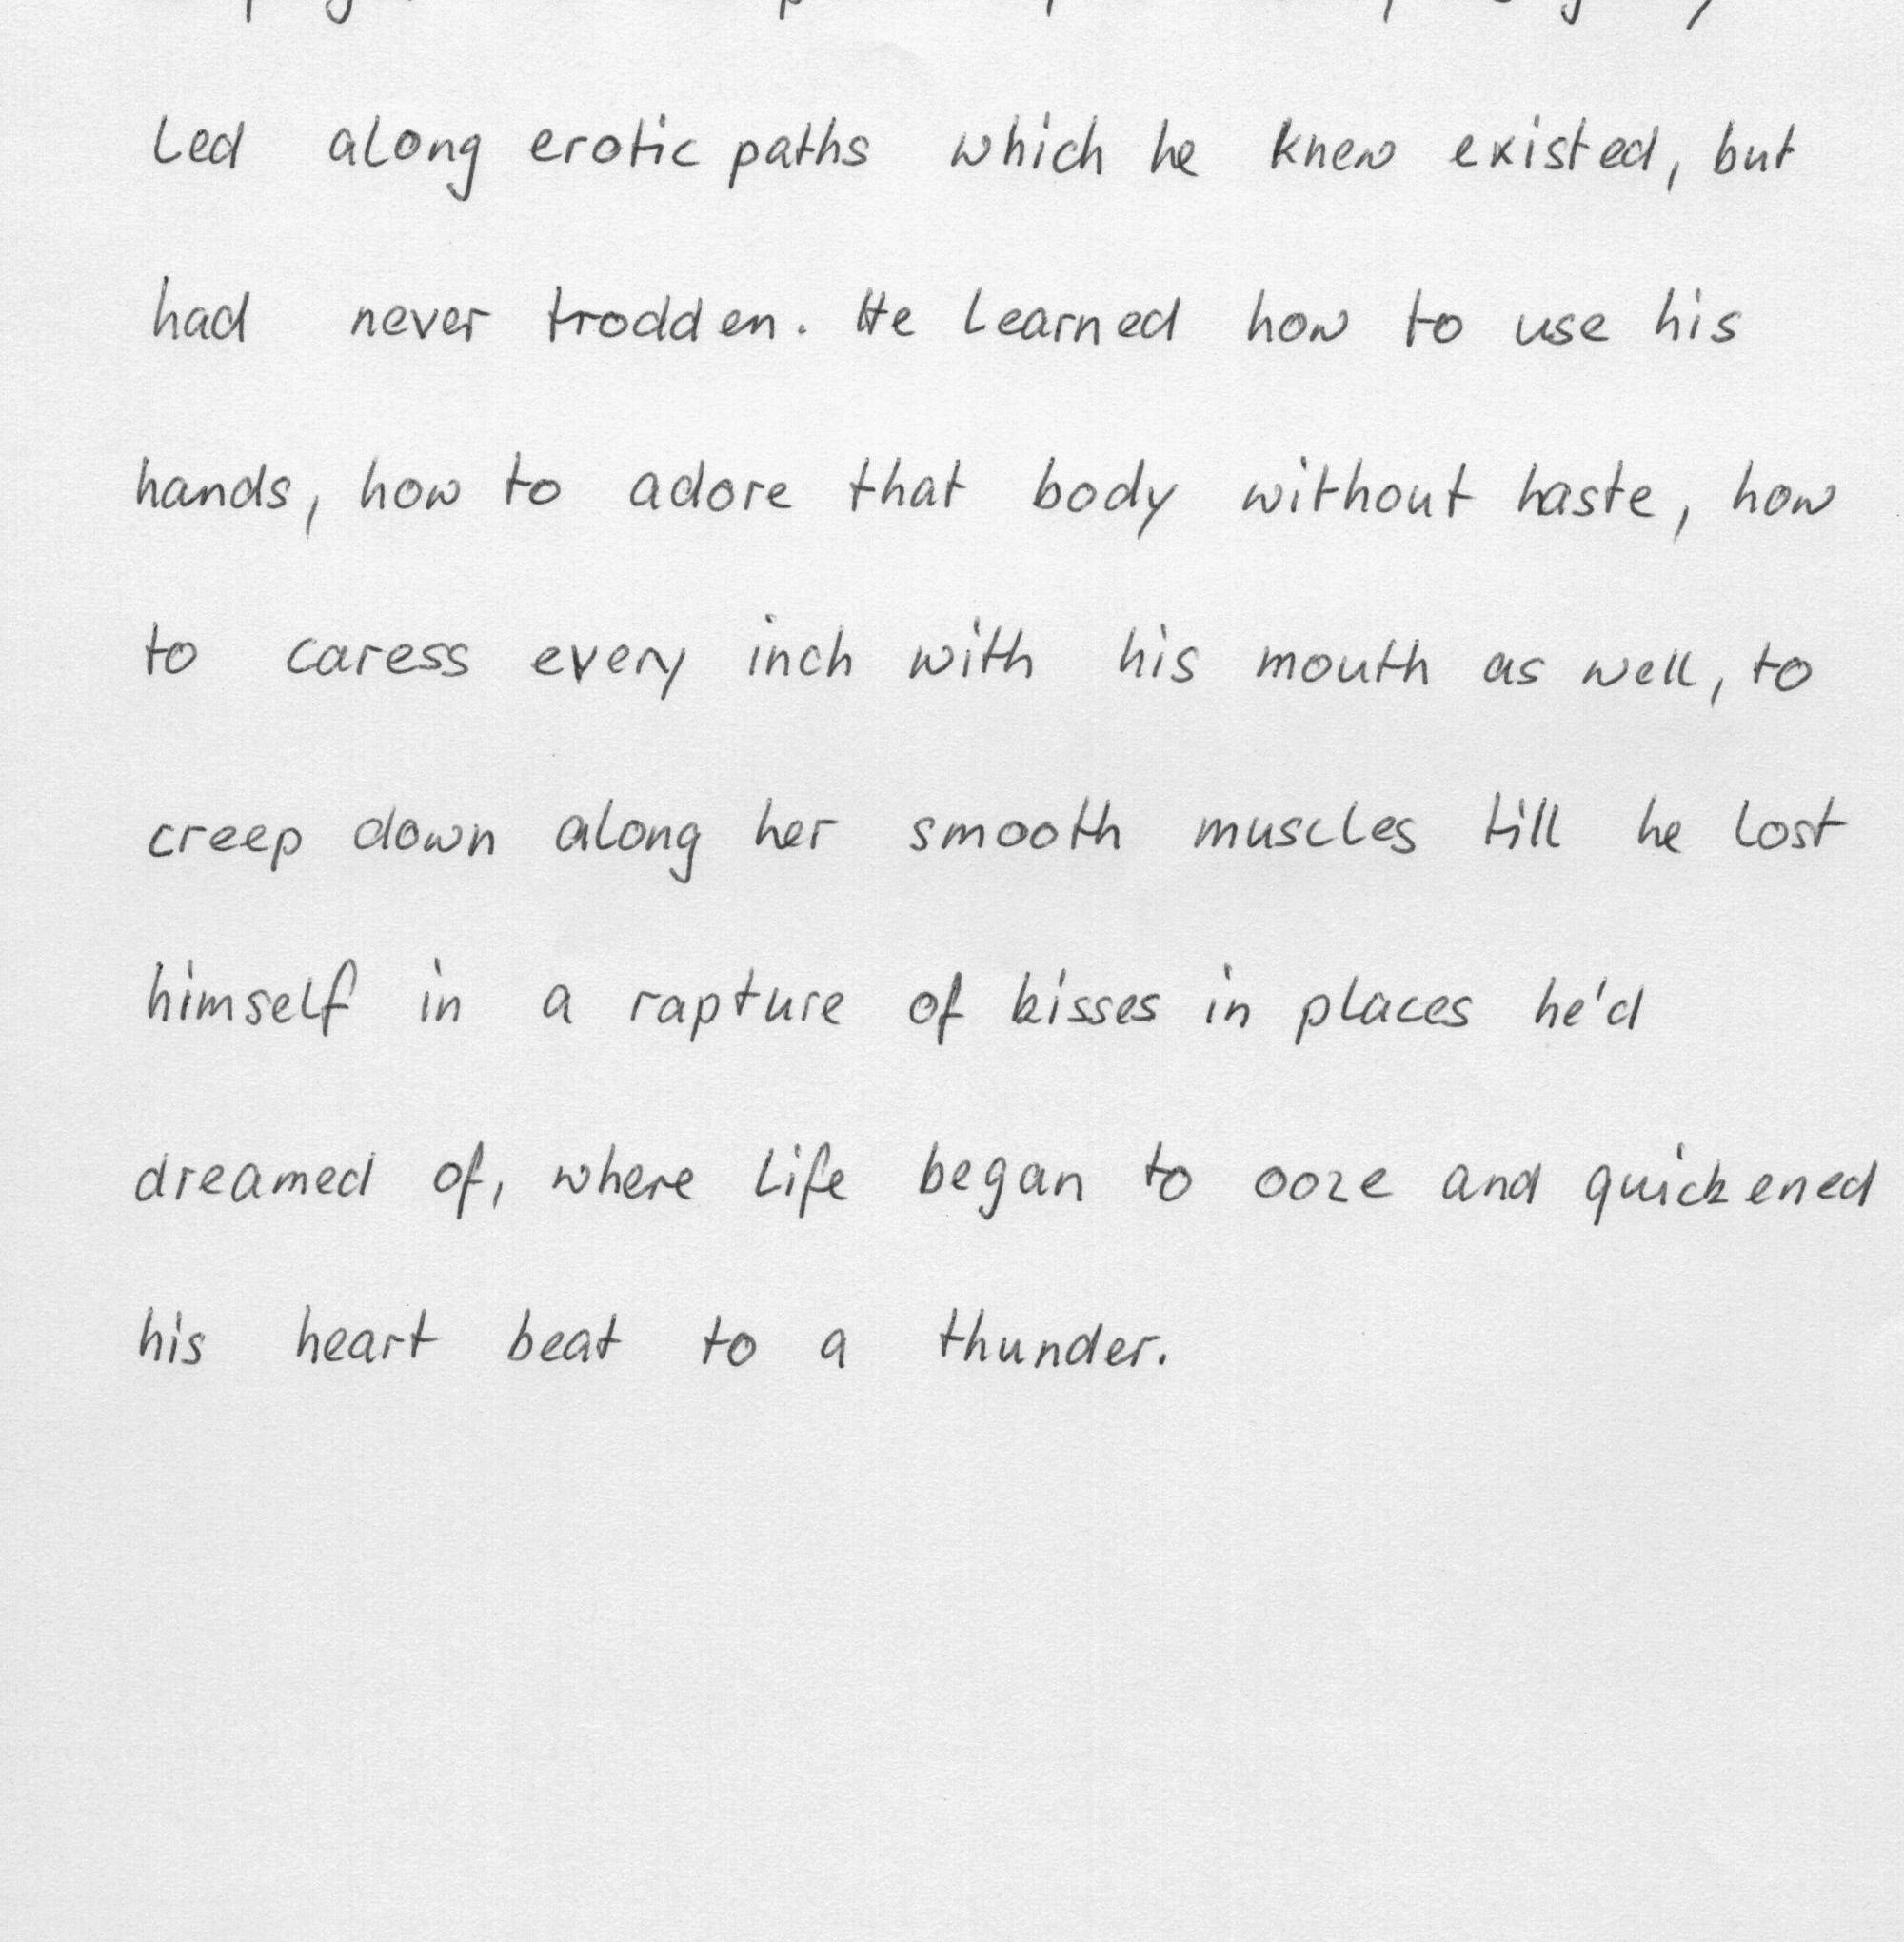 led along erotic paths which he knew existed, but
had never trodden. He learned how to use his
hands, how to adore that body without haste, how
to caress every inch with his mouth as well, to
creep down along her smooth muscles till he lost
himself in a rapture of kisses in places he'd
dreamed of, where life began to ooze and quickened
his heart beat to a thunder.